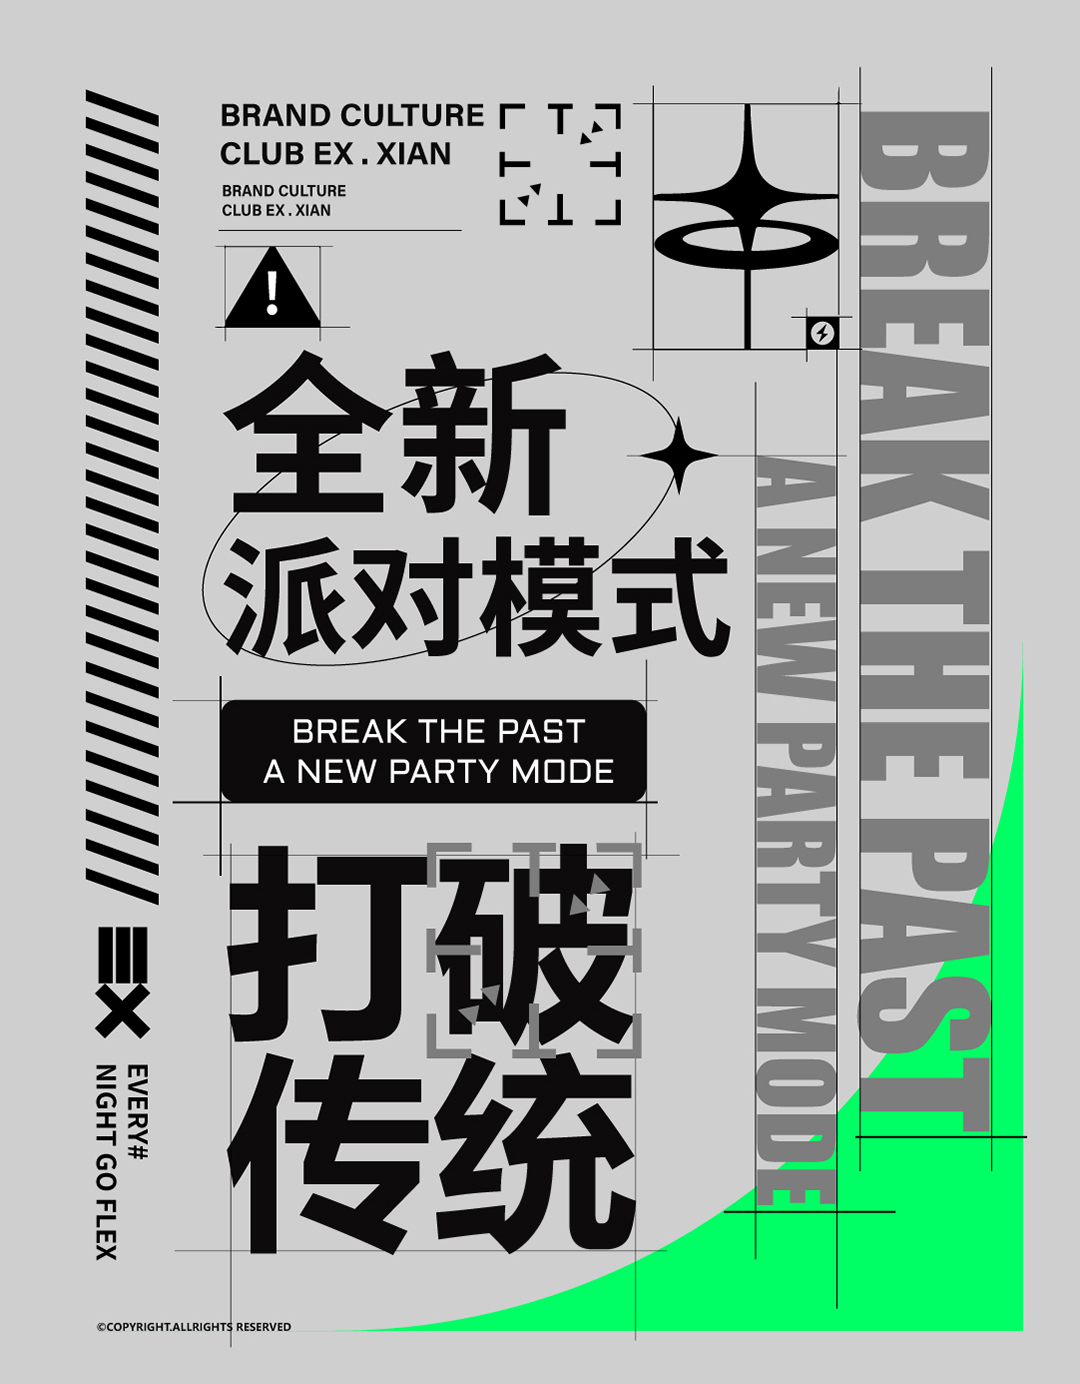 BRAND CULTURE
CLUB EX . XIAN
BRAND CULTURE
CLUB EX . XIAN
!
全新
派对模式
BREAK THE PAST
A NEW PARTY MODE
打破
传统
BREAK THE PAST
A NEW PARTY MODE
EX
EVERY#
NIGHT GO FLEX
©COPYRIGHT.ALLRIGHTS RESERVED